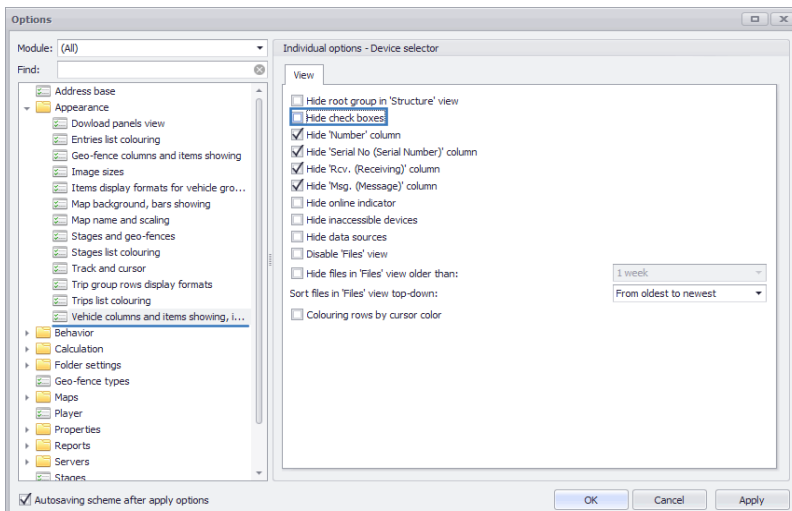 Options
Module: (All)
Find:
Address base
Appearance
Dowload panels view
Entries list colouring
Geo-fence columns and items showing
Image sizes
Items display formats for vehicle gro...
Map background, bars showing
Map name and scaling
Stages and geo-fences
Stages list colouring
Track and cursor
Trip group rows display formats
Trips list colouring
Vehicle columns and items showing, i...
Behavior
Calculation
Folder settings
Geo-fence types
Maps
Player
Properties
Reports
Servers
Stages
Autosaving scheme after apply options
Individual options - Device selector
View
Hide root group in 'Structure' view
Hide check boxes
Hide 'Number' column
Hide 'Serial No (Serial Number)' column
Hide 'Rcv. (Receiving)' column
Hide 'Msg. (Message)' column
Hide online indicator
Hide inaccessible devices
Hide data sources
Disable 'Files' view
Hide files in 'Files' view older than: 1 week
Sort files in 'Files' view top-down: From oldest to newest
Colouring rows by cursor color
OK Cancel Apply